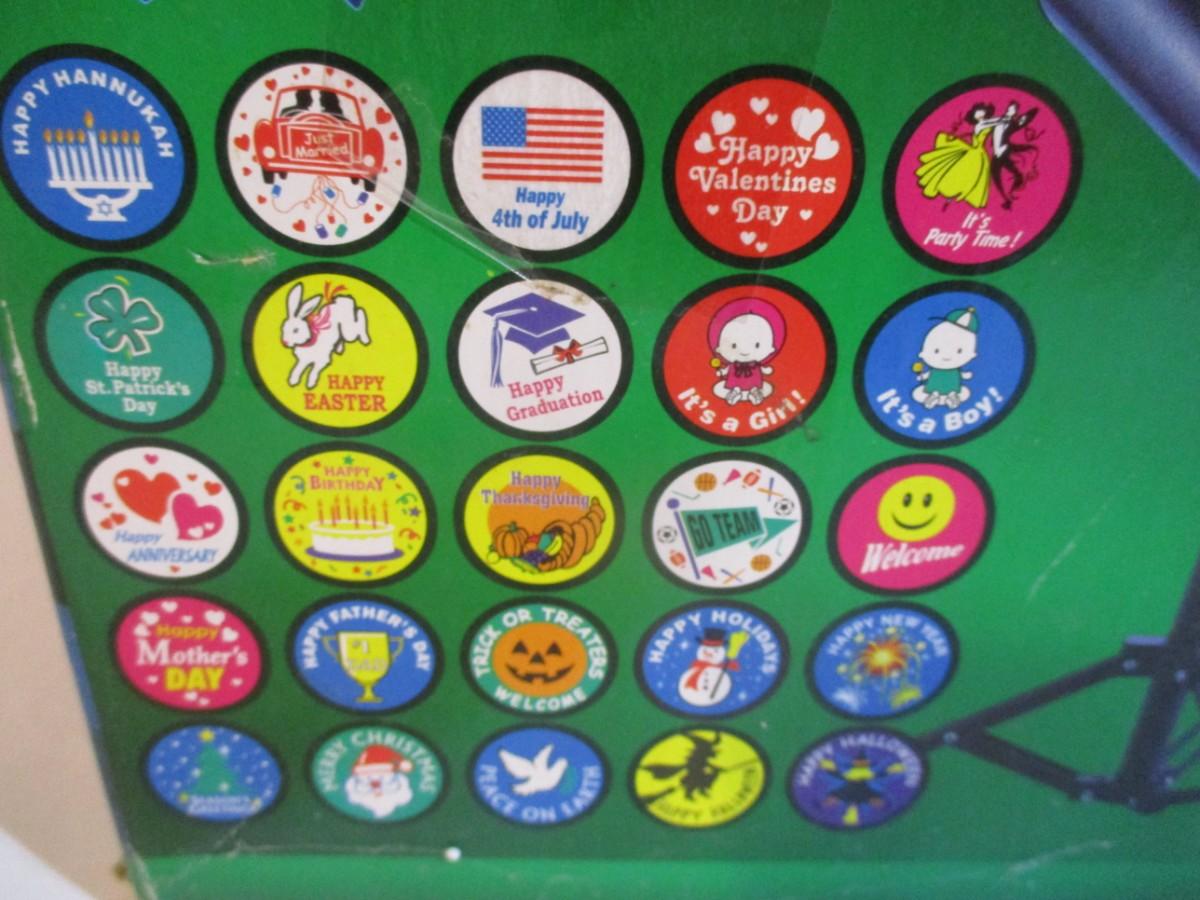 HAPPY HANNUKAH
Just
Married
Happy
4th of July
Happy
Valentines
Day
It's
Party Time!
Happy
St. Patrick's
Day
HAPPY
EASTER
Happy
Graduation
It's a Girl!
It's a Boy!
Happy
ANNIVERSARY
HAPPY
BIRTHDAY
Happy
Thanksgiving
GO TEAM
Welcome
Happy
Mother's
DAY
HAPPY FATHER'S DAY
#1
DAD
TRICK OR TREATERS
WELCOME
HAPPY HOLIDAYS
HAPPY NEW YEAR
SEASON'S
GREETINGS
MERRY CHRISTMAS
PEACE ON EARTH
HAPPY HALLOWEEN